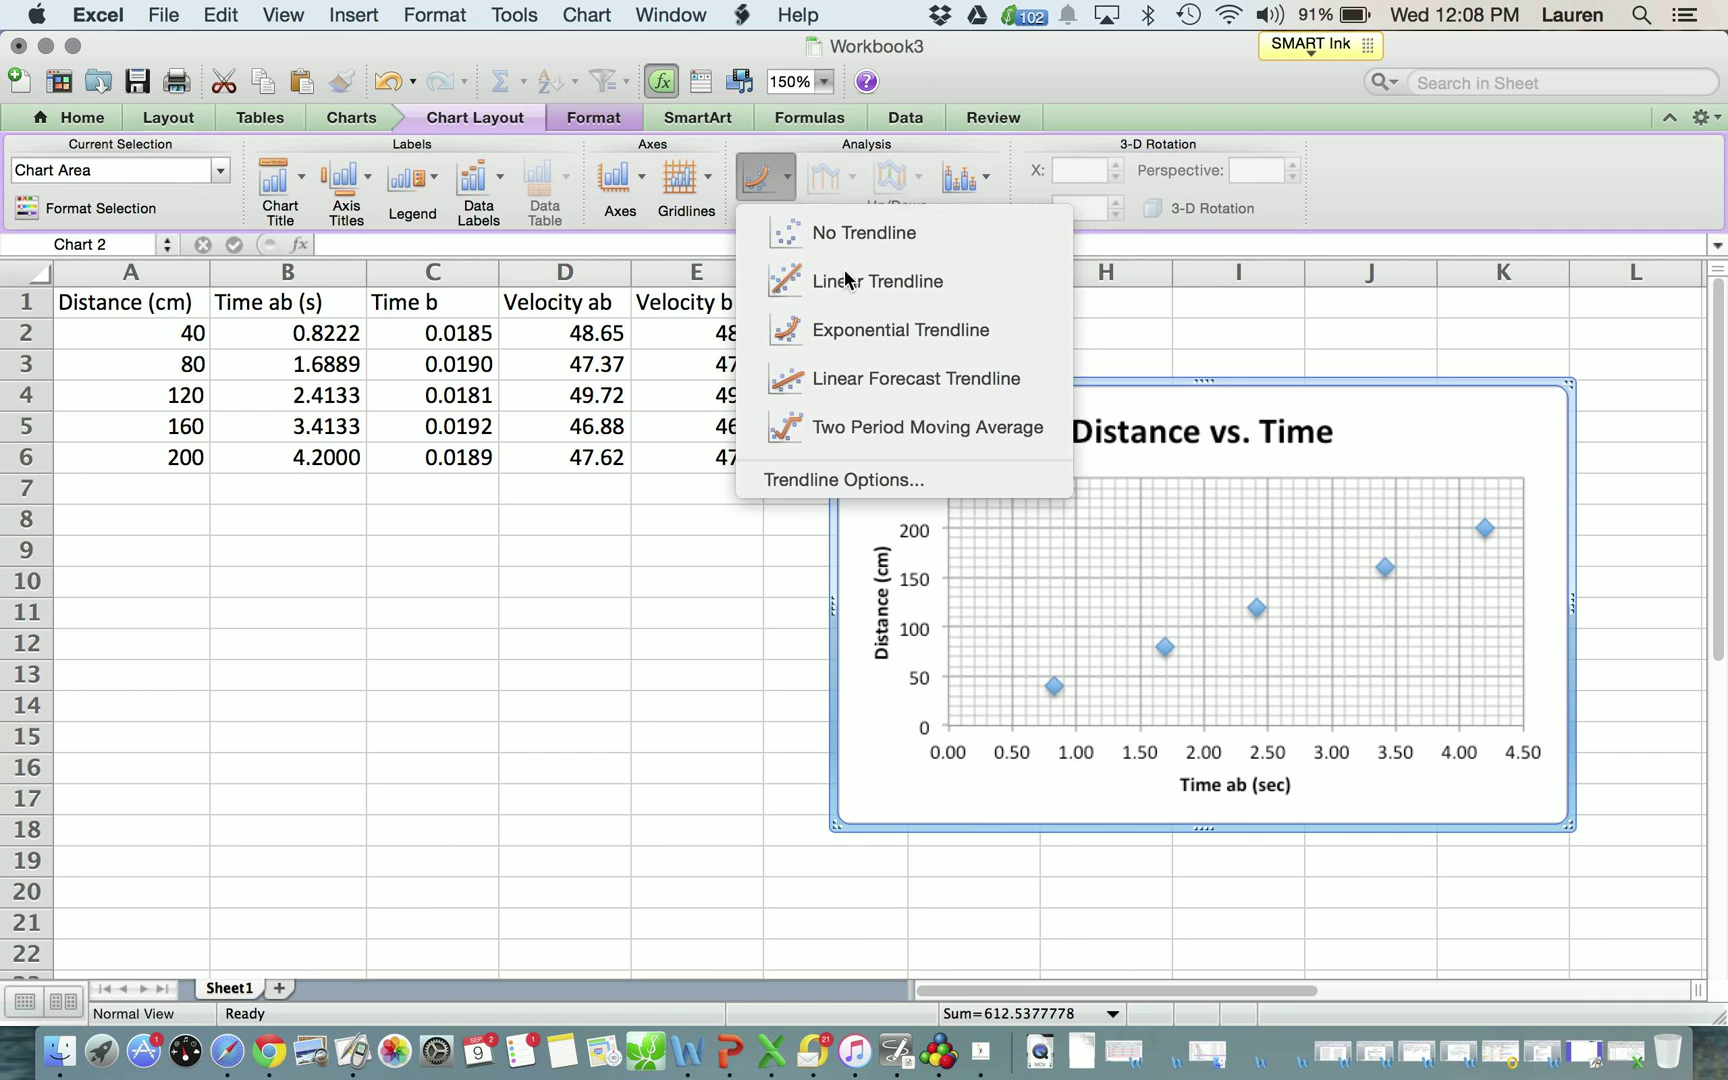 Excel File Edit View Insert Format Tools Chart Window Help 102 91% Wed 12:08 PM Lauren
Workbook3
SMART Ink
150% Search in Sheet
Home Layout Tables Charts Chart Layout Format SmartArt Formulas Data Review
Current Selection Labels Axes Analysis 3-D Rotation
Chart Area X: Perspective:
Format Selection Chart Title Axis Titles Legend Data Labels Data Table Axes Gridlines 3-D Rotation
Chart 2 fx
No Trendline
Linear Trendline
Exponential Trendline
Linear Forecast Trendline
Two Period Moving Average
Trendline Options...
A B C D E H I J K L
1 Distance (cm) Time ab (s) Time b Velocity ab Velocity b
2 40 0.8222 0.0185 48.65 48
3 80 1.6889 0.0190 47.37 47
4 120 2.4133 0.0181 49.72 49
5 160 3.4133 0.0192 46.88 46
6 200 4.2000 0.0189 47.62 47
7
8
9
10
11
12
13
14
15
16
17
18
19
20
21
22
Distance vs. Time
Distance (cm)
200
150
100
50
0
0.00 0.50 1.00 1.50 2.00 2.50 3.00 3.50 4.00 4.50
Time ab (sec)
Sheet1
Normal View Ready Sum=612.5377778
1 SEP 2 9 1 21
MOV